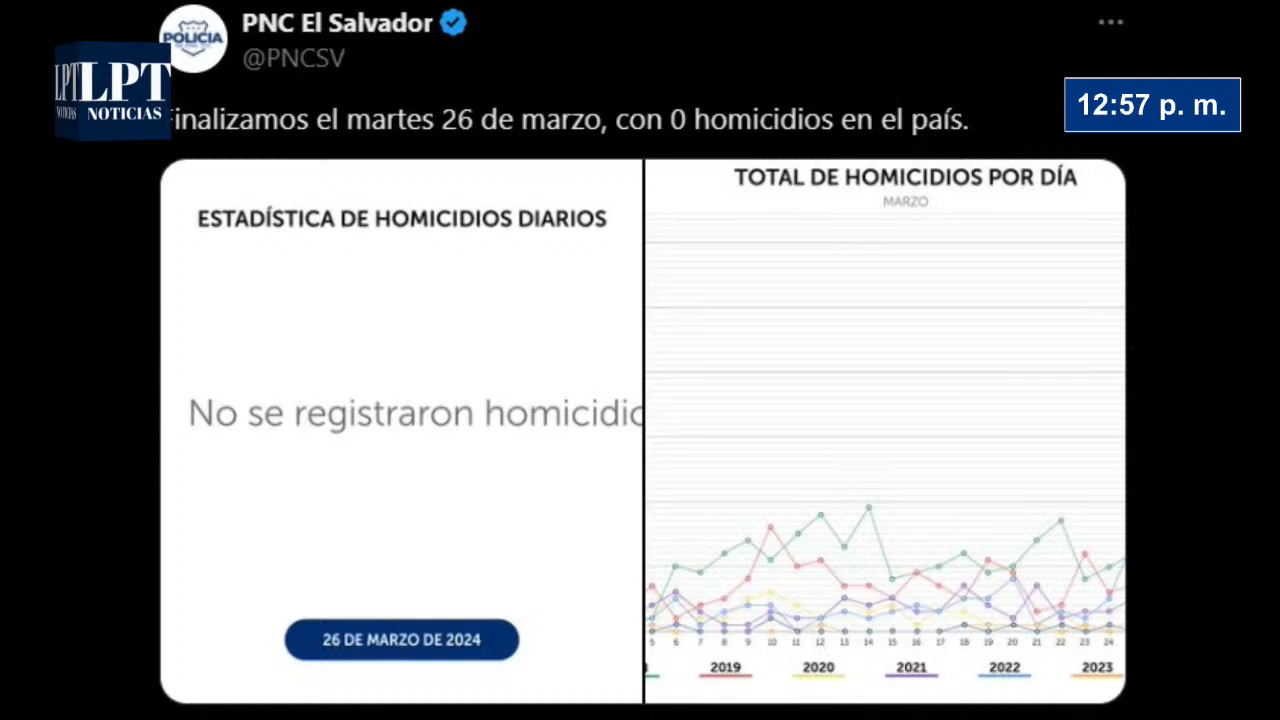 PNC El Salvador
@PNCSV
POLICIA
LPT LPT
NOTICIAS NOTICIAS
12:57 p. m.
inalizamos el martes 26 de marzo, con 0 homicidios en el país.
ESTADÍSTICA DE HOMICIDIOS DIARIOS
No se registraron homicidio
26 DE MARZO DE 2024
TOTAL DE HOMICIDIOS POR DÍA
MARZO
5 6 7 8 9 10 11 12 13 14 15 16 17 18 19 20 21 22 23 24
2019 2020 2021 2022 2023